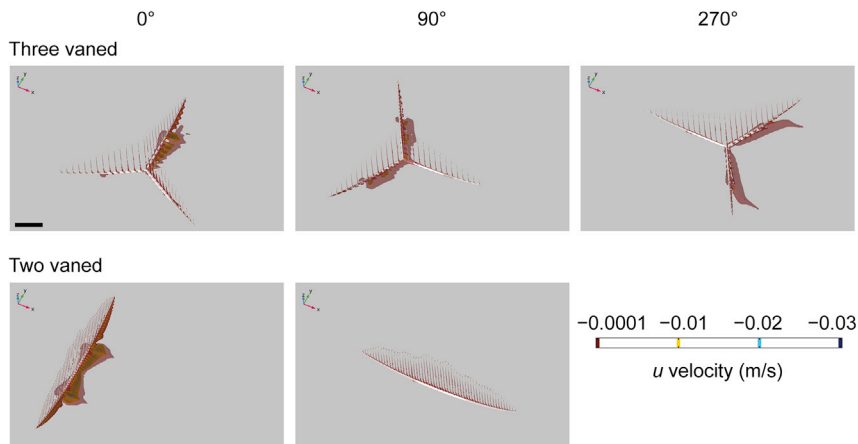 0° 90° 270°
Three vaned
y
x
y
x
y
x
Two vaned
y
x
y
x
−0.0001 −0.01 −0.02 −0.03
u velocity (m/s)